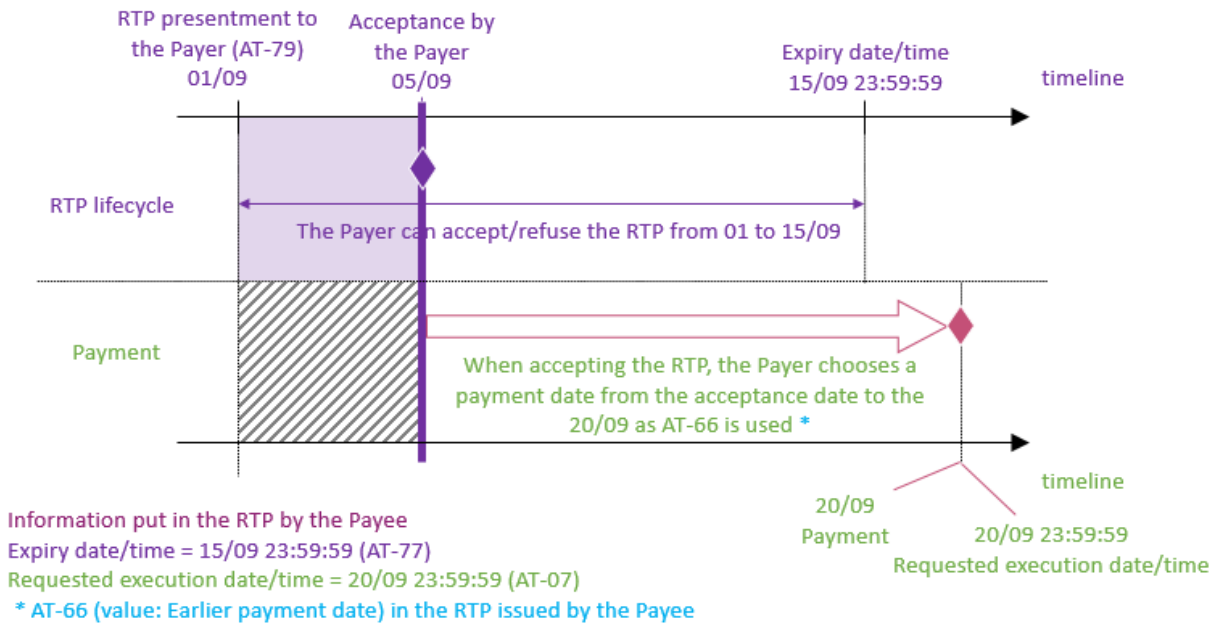 RTP presentment to
the Payer (AT-79)
01/09
Acceptance by
the Payer
05/09
Expiry date/time
15/09 23:59:59
timeline
RTP lifecycle
The Payer can accept/refuse the RTP from 01 to 15/09
Payment
When accepting the RTP, the Payer chooses a
payment date from the acceptance date to the
20/09 as AT-66 is used *
timeline
20/09
Payment
20/09 23:59:59
Requested execution date/time
Information put in the RTP by the Payee
Expiry date/time = 15/09 23:59:59 (AT-77)
Requested execution date/time = 20/09 23:59:59 (AT-07)
* AT-66 (value: Earlier payment date) in the RTP issued by the Payee